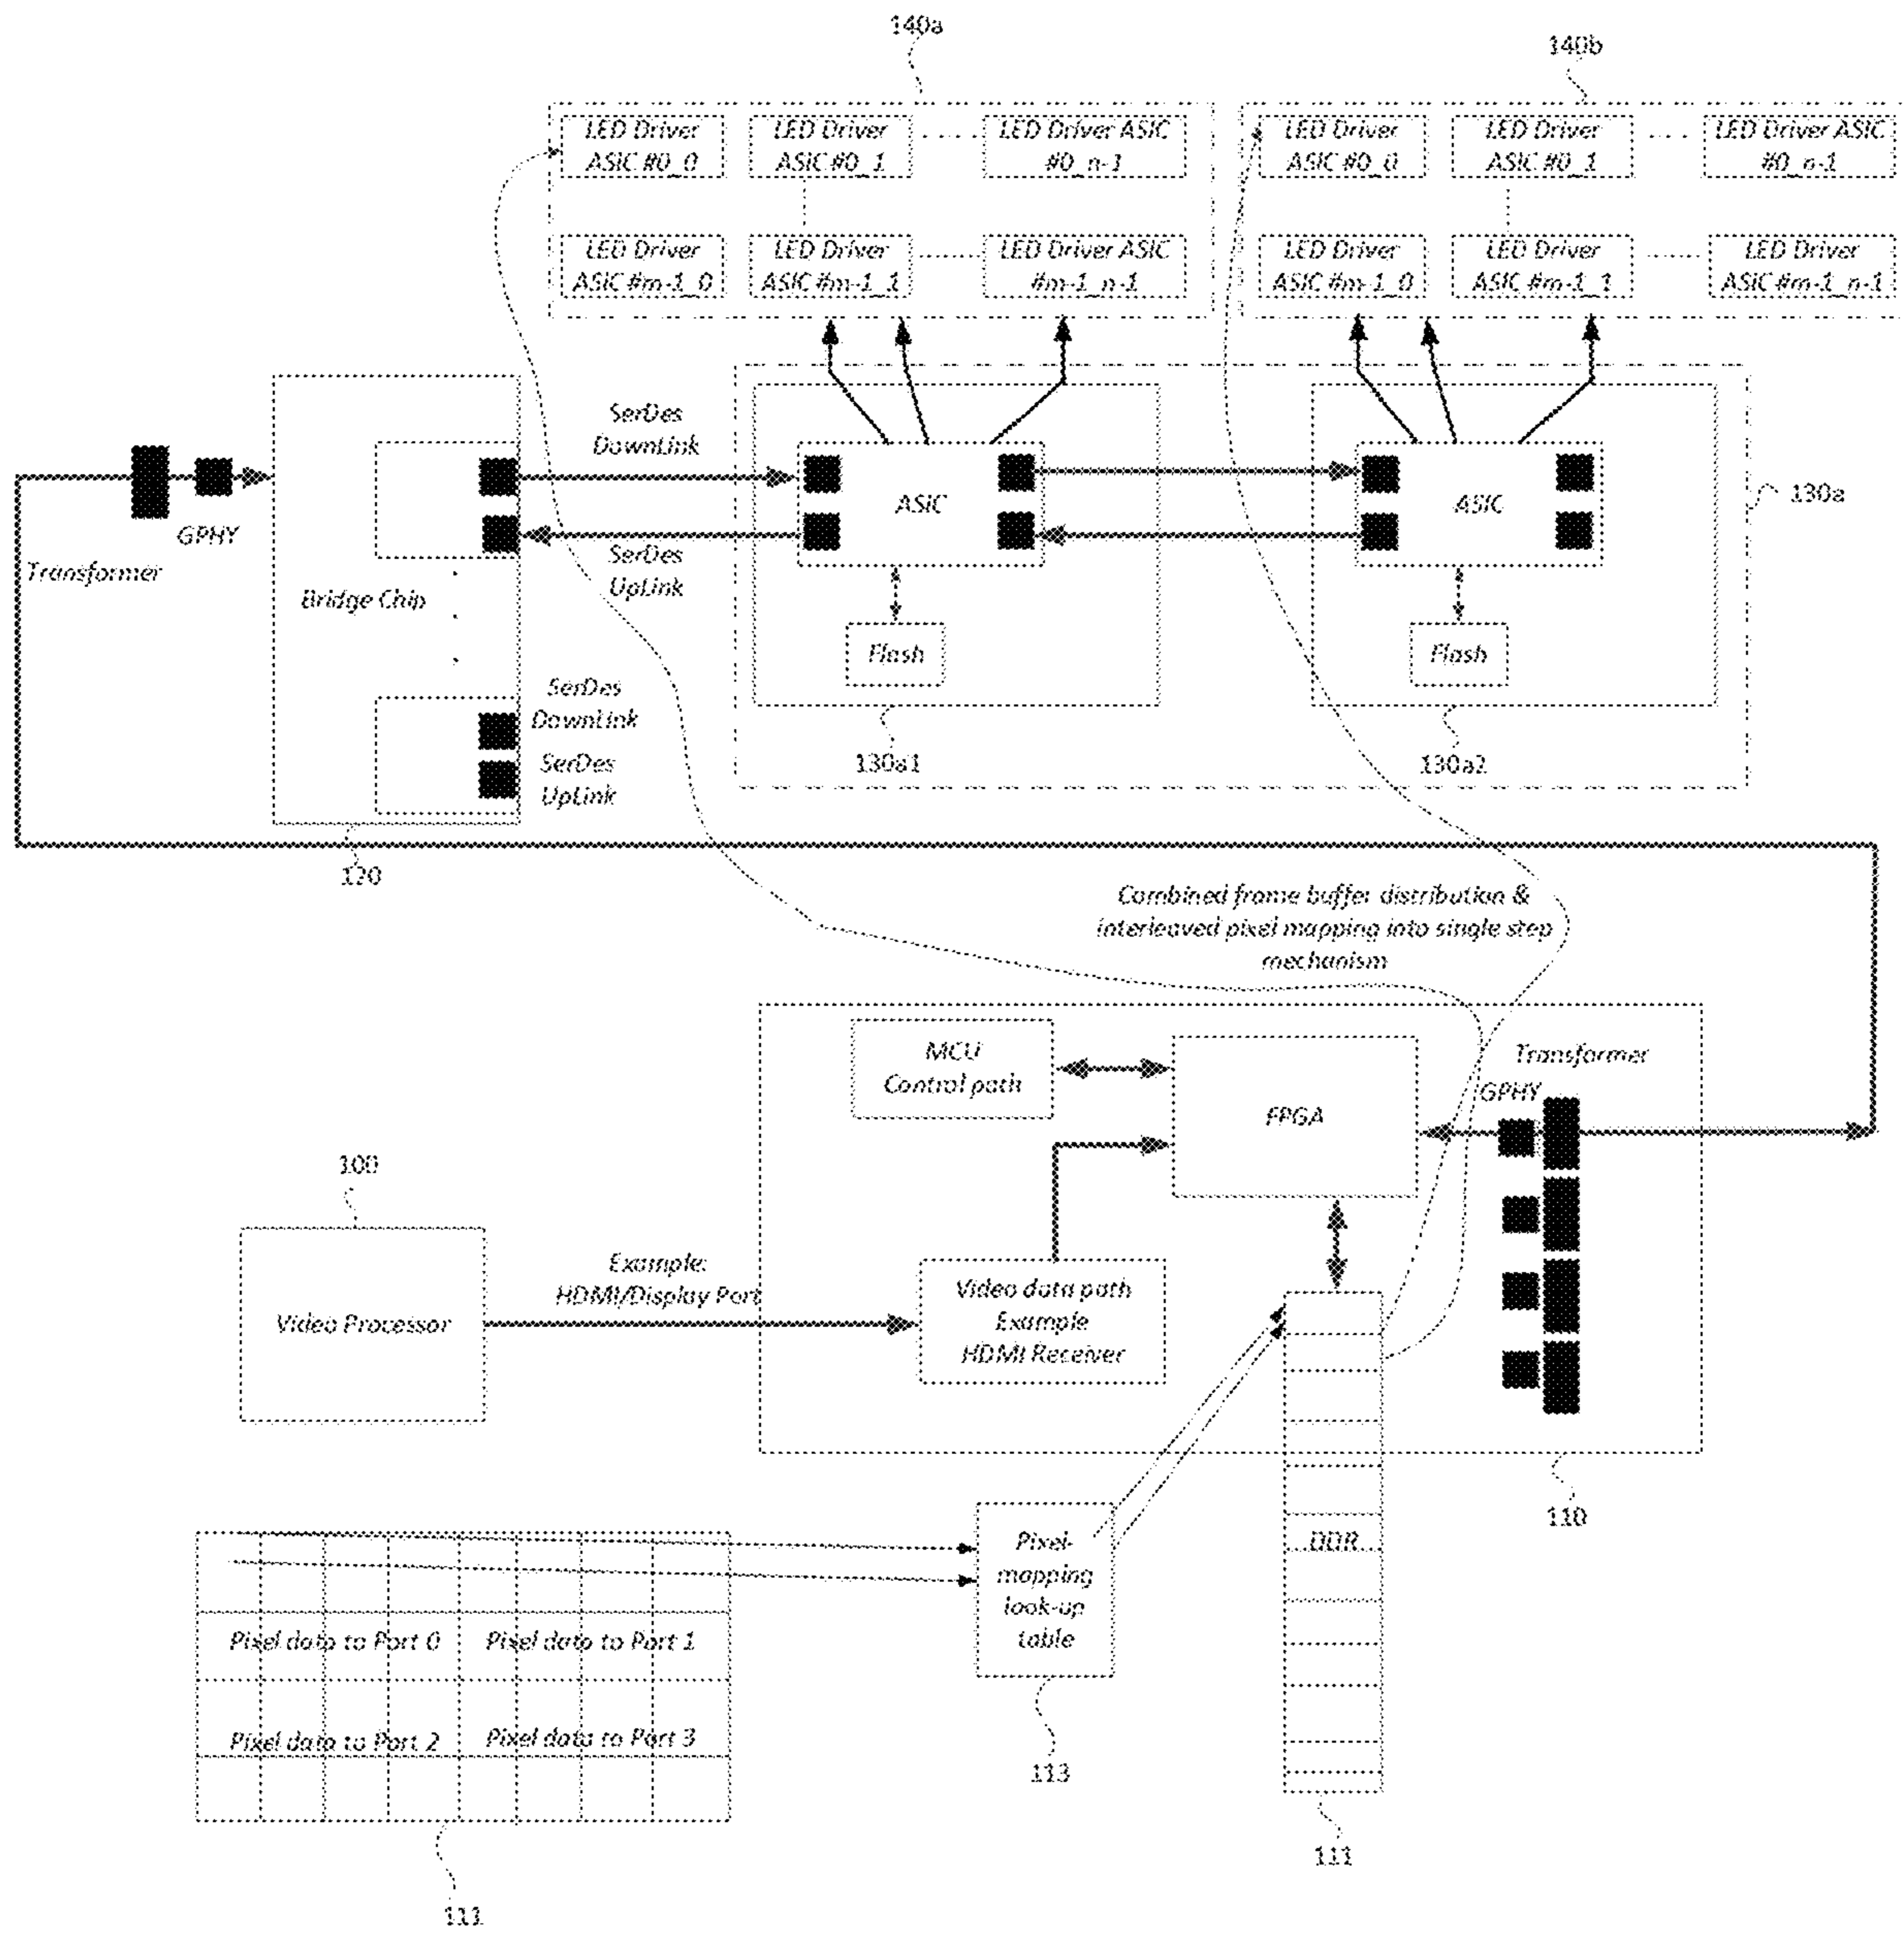 140a
140b
LED Driver
ASIC #0_0
LED Driver
ASIC #0_1
LED Driver ASIC
#0_n-1
LED Driver
ASIC #0_0
LED Driver
ASIC #0_1
LED Driver ASIC
#0_n-1
LED Driver
ASIC #m-1_0
LED Driver
ASIC #m-1_1
LED Driver ASIC
#m-1_n-1
LED Driver
ASIC #m-1_0
LED Driver
ASIC #m-1_1
LED Driver
ASIC #m-1_n-1
SerDes
DownLink
GPHY
Transformer
Bridge Chip
SerDes
UpLink
ASIC
ASIC
130a
Flash
Flash
SerDes
DownLink
SerDes
UpLink
130a1
130a2
120
Combined frame buffer distribution &
interleaved pixel mapping into single step
mechanism
MCU
Control path
FPGA
Transformer
GPHY
100
Video Processor
Example:
HDMI/Display Port
Video data path
Example
HDMI Receiver
110
Pixel-
mapping
look-up
table
DDR
Pixel data to Port 0
Pixel data to Port 1
Pixel data to Port 2
Pixel data to Port 3
113
111
111